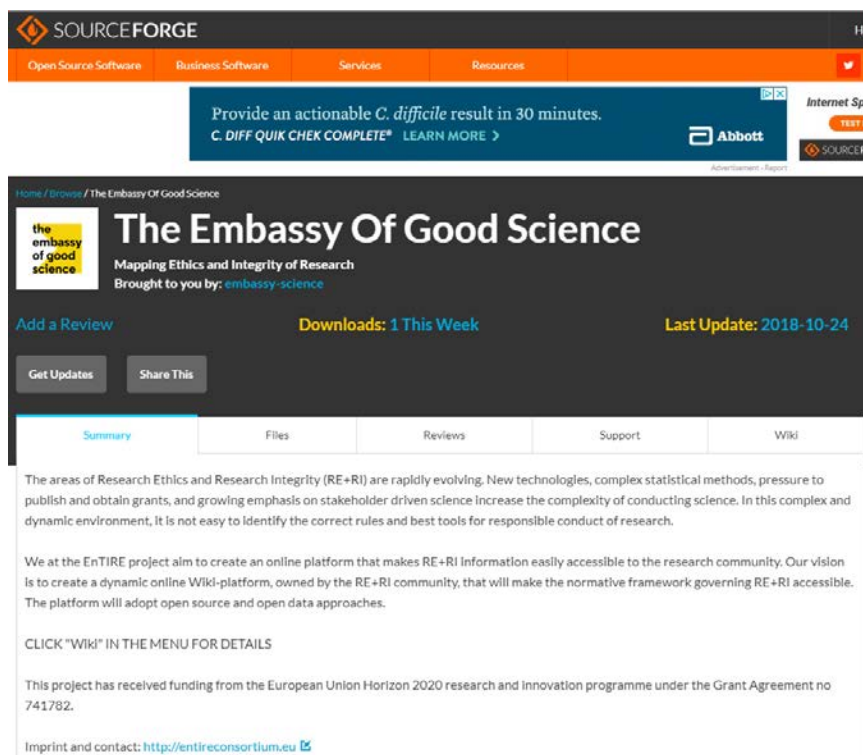 SOURCEFORGE
H
Open Source Software Business Software Services Resources
Provide an actionable C. difficile result in 30 minutes.
C. DIFF QUIK CHEK COMPLETE® LEARN MORE >
Abbott
Internet Sp
TEST
SOURCEF
Advertisement - Report
Home / Browse / The Embassy Of Good Science
the
embassy
of good
science
The Embassy Of Good Science
Mapping Ethics and Integrity of Research
Brought to you by: embassy-science
Add a Review Downloads: 1 This Week Last Update: 2018-10-24
Get Updates Share This
Summary Files Reviews Support Wiki
The areas of Research Ethics and Research Integrity (RE+RI) are rapidly evolving. New technologies, complex statistical methods, pressure to
publish and obtain grants, and growing emphasis on stakeholder driven science increase the complexity of conducting science. In this complex and
dynamic environment, it is not easy to identify the correct rules and best tools for responsible conduct of research.
We at the EnTIRE project aim to create an online platform that makes RE+RI information easily accessible to the research community. Our vision
is to create a dynamic online Wiki-platform, owned by the RE+RI community, that will make the normative framework governing RE+RI accessible.
The platform will adopt open source and open data approaches.
CLICK "Wiki" IN THE MENU FOR DETAILS
This project has received funding from the European Union Horizon 2020 research and innovation programme under the Grant Agreement no
741782.
Imprint and contact: http://entireconsortium.eu